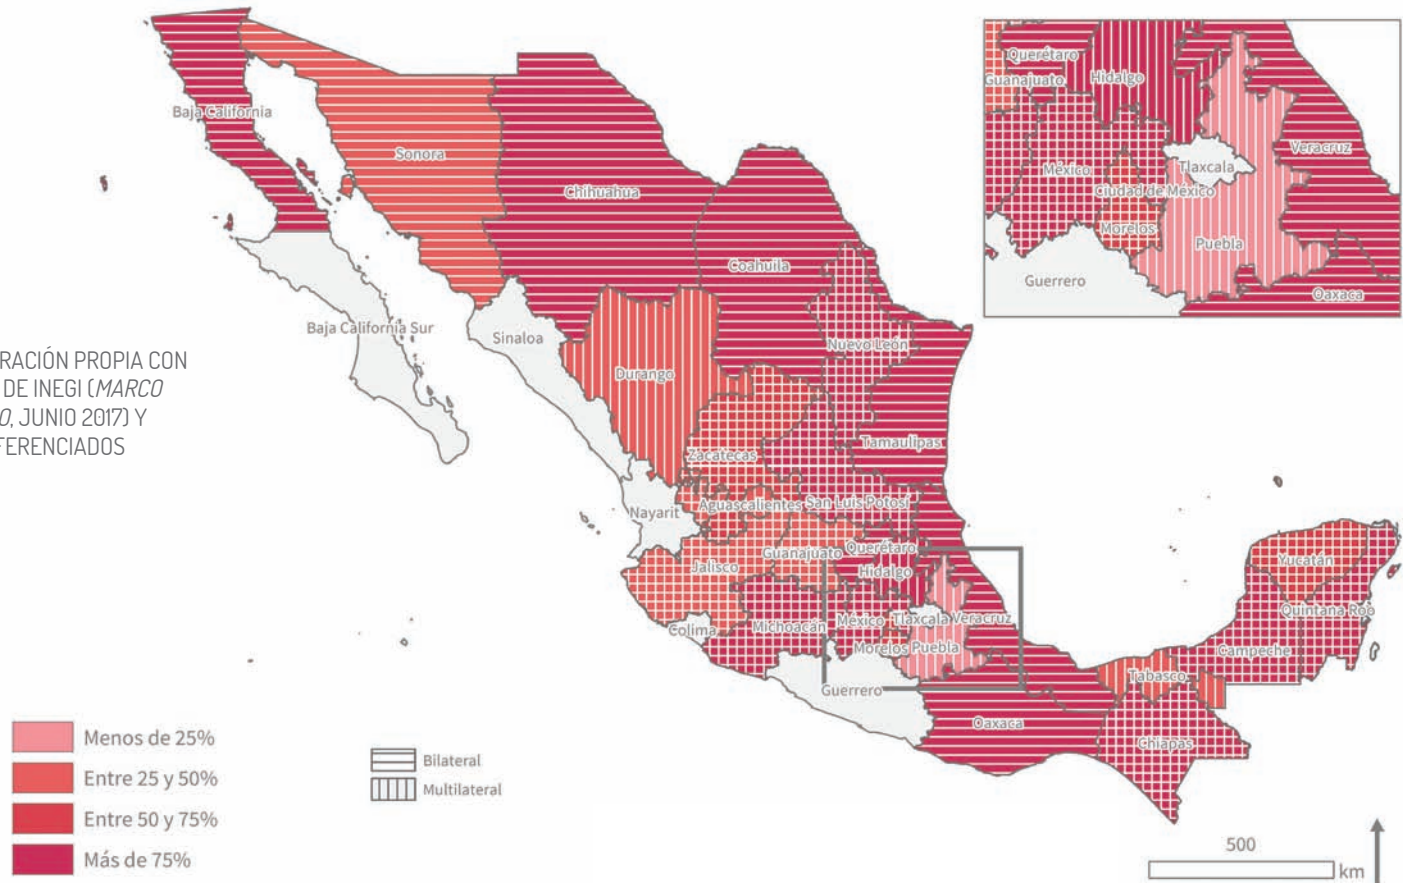 Baja California
Sonora
Chihuahua
Coahuila
Baja California Sur
Sinaloa
Durango
Nuevo León
Tamaulipas
Zacatecas
Nayarit
Aguascalientes
San Luis Potosí
Guanajuato
Querétaro
Jalisco
Hidalgo
Colima
Michoacán
México
Tlaxcala
Veracruz
Morelos
Puebla
Guerrero
Oaxaca
Tabasco
Chiapas
Campeche
Yucatán
Quintana Roo
Querétaro
Guanajuato
Hidalgo
Veracruz
México
Tlaxcala
Ciudad de México
Morelos
Puebla
Guerrero
Oaxaca
RACIÓN PROPIA CON
DE INEGI (MARCO
O, JUNIO 2017) Y
FERENCIADOS
Menos de 25%
Entre 25 y 50%
Entre 50 y 75%
Más de 75%
Bilateral
Multilateral
500
km